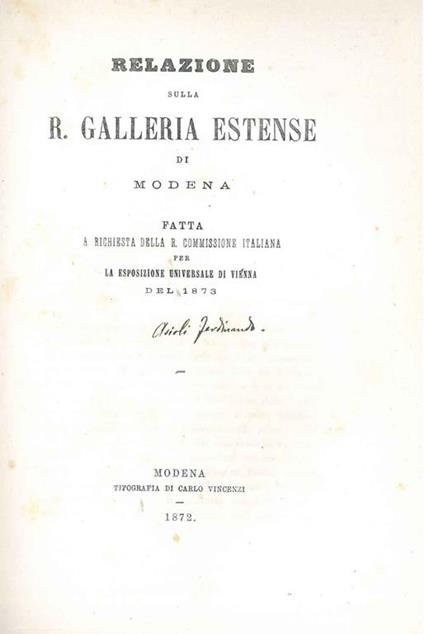 RELAZIONE
SULLA
R. GALLERIA ESTENSE
DI
MODENA
FATTA
A RICHIESTA DELLA R. COMMISSIONE ITALIANA
PER
LA ESPOSIZIONE UNIVERSALE DI VIENNA
DEL 1873
Asioli Ferdinando.
MODENA
TIPOGRAFIA DI CARLO VINCENZI
1872.